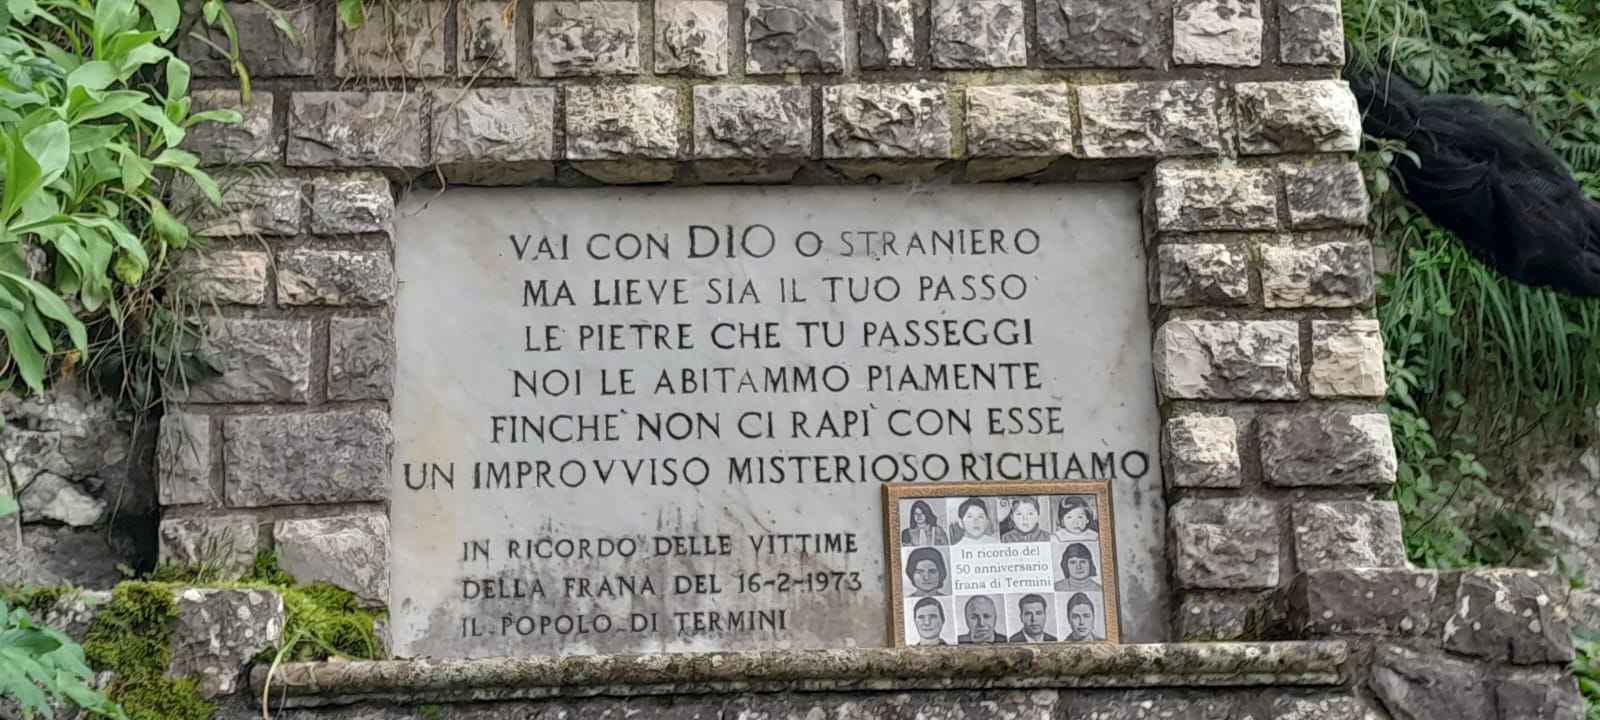 VAI CON DIO O STRANIERO
MA LIEVE SIA IL TUO PASSO
LE PIETRE CHE TU PASSEGGI
NOI LE ABITAMMO PIAMENTE
FINCHE' NON CI RAPI' CON ESSE
UN IMPROVVISO MISTERIOSO RICHIAMO
IN RICORDO DELLE VITTIME
DELLA FRANA DEL 16-2-1973
IL POPOLO DI TERMINI
In ricordo del
50 anniversario
frana di Termini